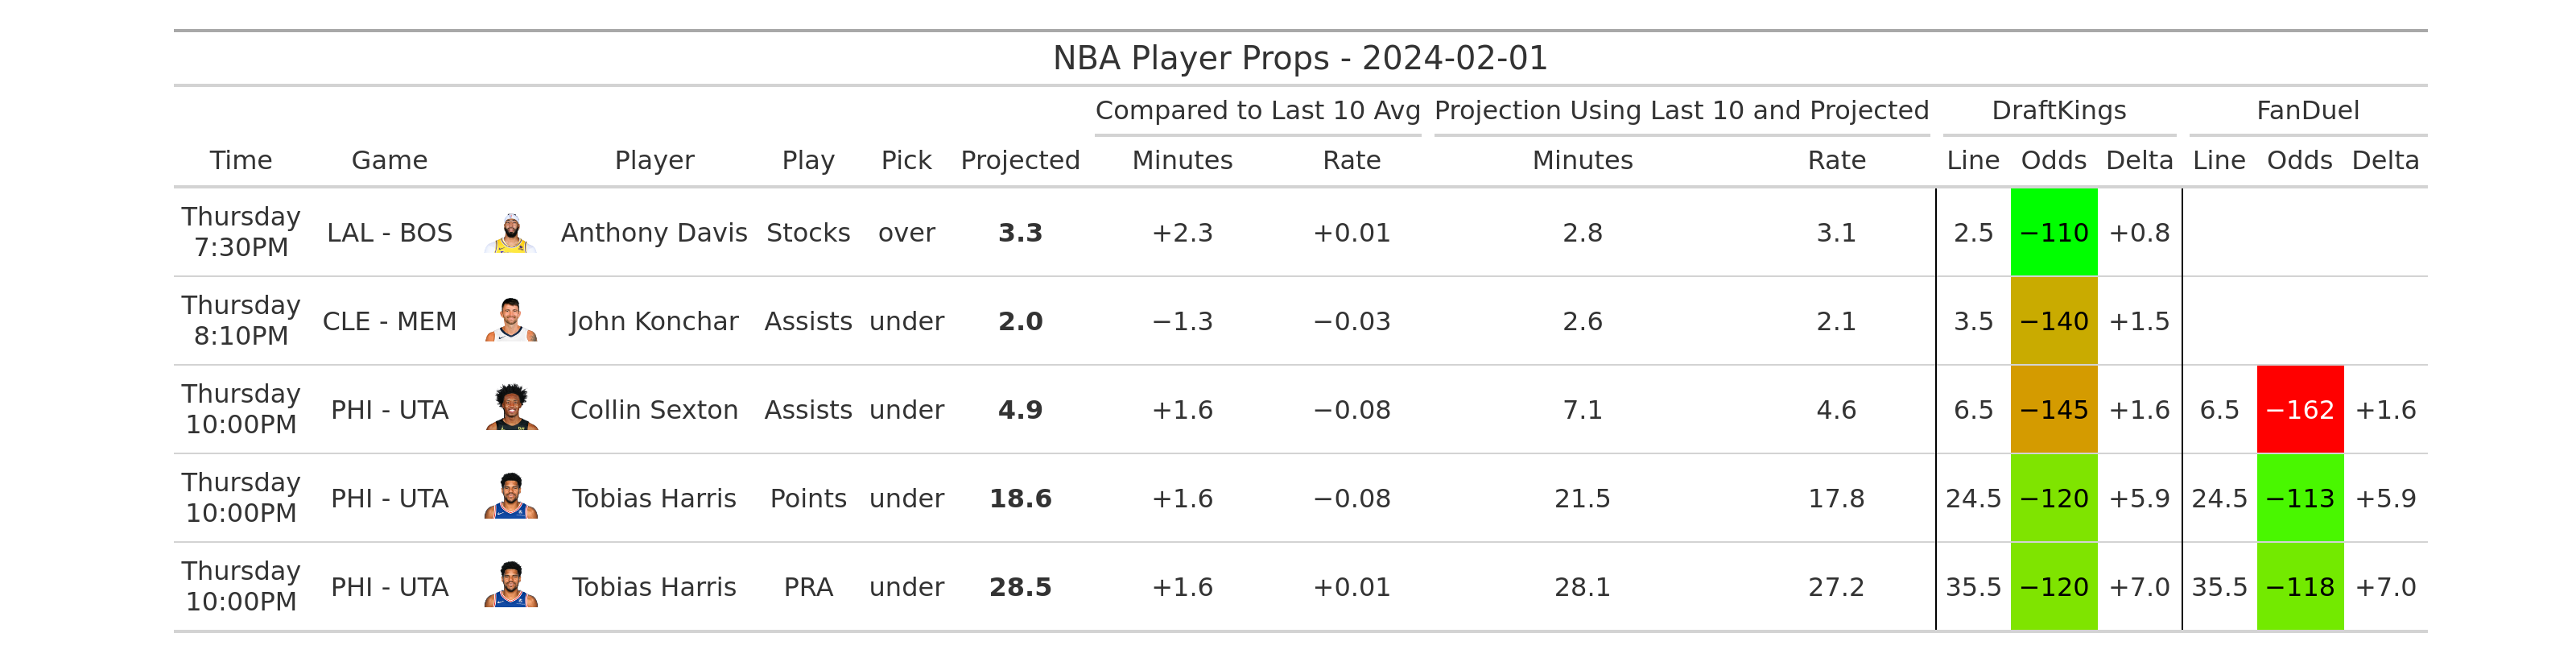 NBA Player Props - 2024-02-01
Compared to Last 10 Avg Projection Using Last 10 and Projected DraftKings FanDuel
Time Game Player Play Pick Projected Minutes Rate Minutes Rate Line Odds Delta Line Odds Delta
Thursday
7:30PM LAL - BOS Anthony Davis Stocks over 3.3 +2.3 +0.01 2.8 3.1 2.5 −110 +0.8
Thursday
8:10PM CLE - MEM John Konchar Assists under 2.0 −1.3 −0.03 2.6 2.1 3.5 −140 +1.5
Thursday
10:00PM PHI - UTA Collin Sexton Assists under 4.9 +1.6 −0.08 7.1 4.6 6.5 −145 +1.6 6.5 −162 +1.6
Thursday
10:00PM PHI - UTA Tobias Harris Points under 18.6 +1.6 −0.08 21.5 17.8 24.5 −120 +5.9 24.5 −113 +5.9
Thursday
10:00PM PHI - UTA Tobias Harris PRA under 28.5 +1.6 +0.01 28.1 27.2 35.5 −120 +7.0 35.5 −118 +7.0